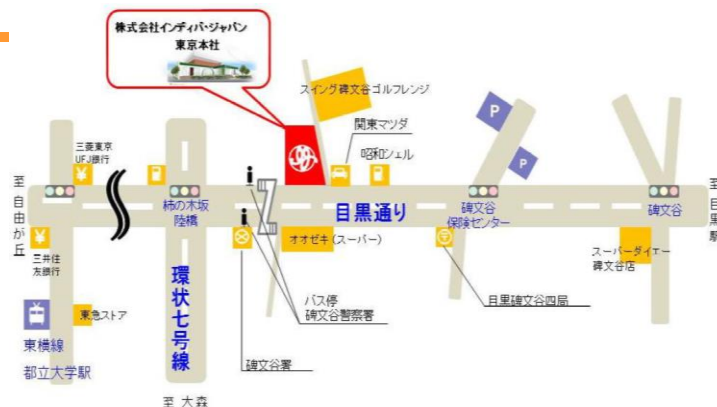 株式会社インディバ・ジャパン
東京本社
スイング碑文谷ゴルフレンジ
関東マツダ
昭和シェル
三菱東京
UFJ銀行
P
P
至自由が丘
柿の木坂
陸橋
目黒通り
碑文谷
保険センター
碑文谷
至目黒駅
三井住
友銀行
オオゼキ(スーパー)
スーパーダイエー
碑文谷店
環状七号線
バス停
碑文谷警察署
目黒碑文谷四局
東急ストア
東横線
都立大学駅
碑文谷署
至 大森